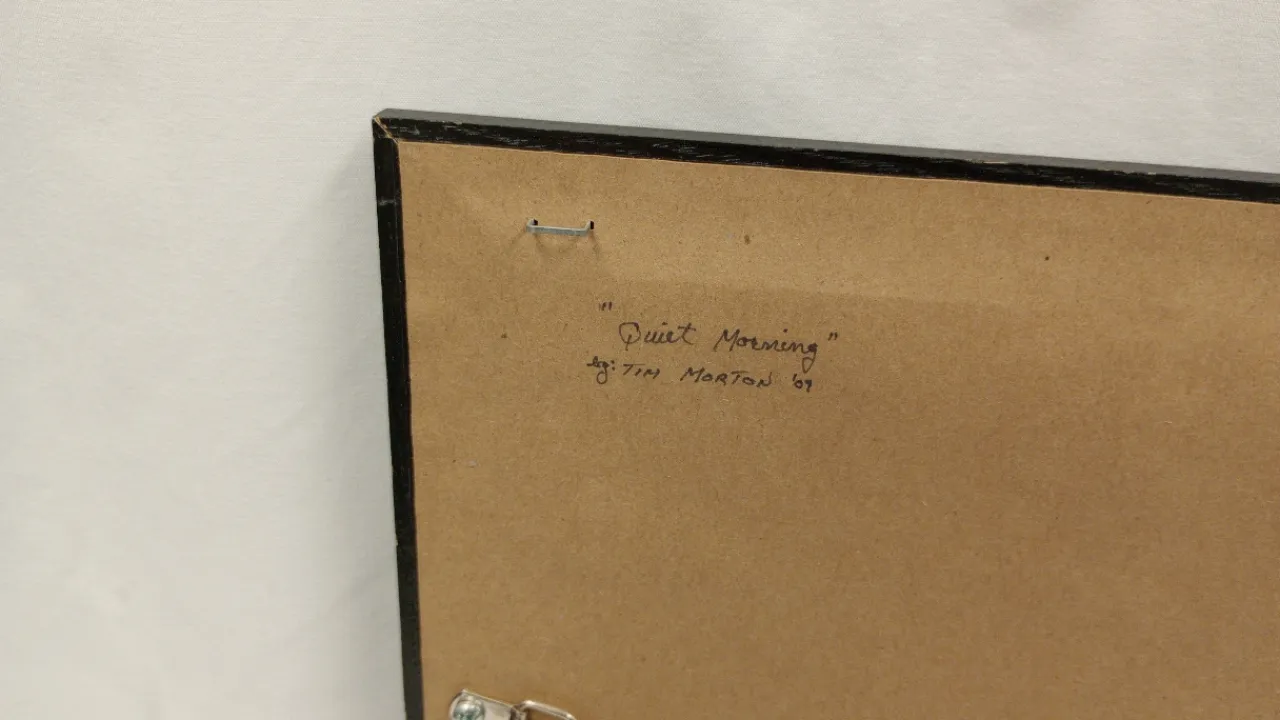 "Quiet Morning"
by: TIM MORTON '09